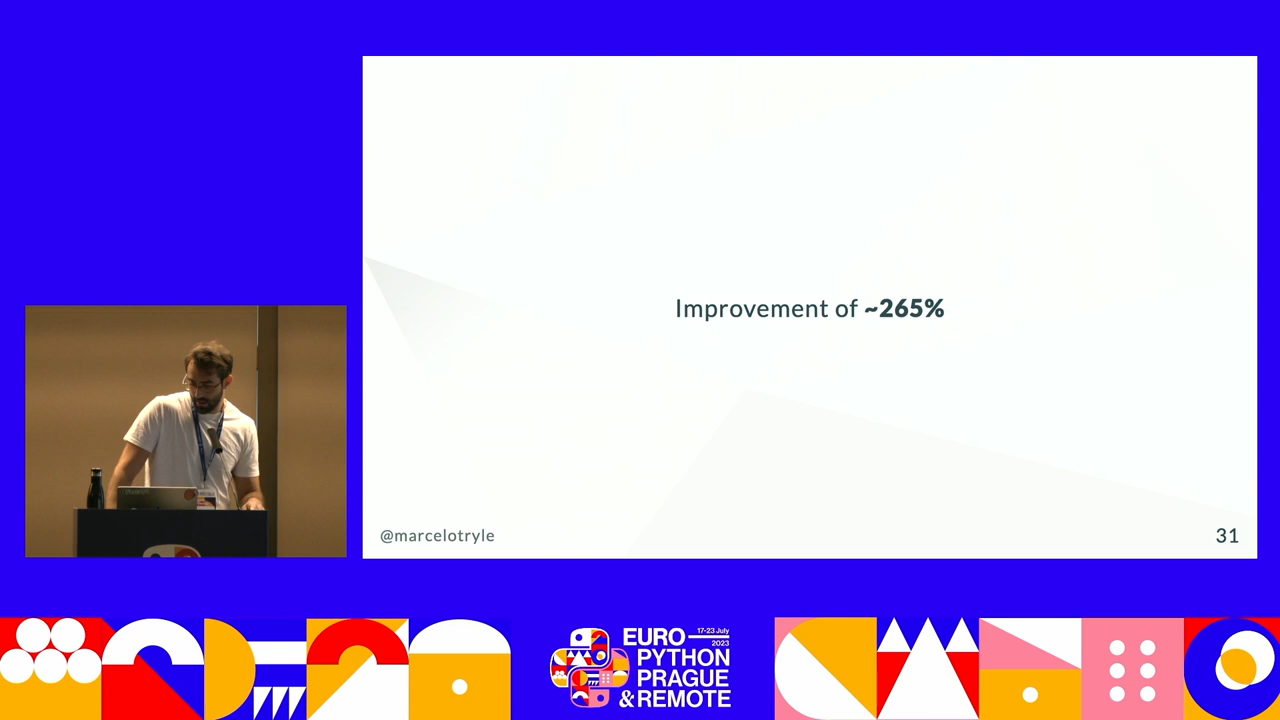 Improvement of ~265%
@marcelotryle
31
17-23 July
2023
EURO
PYTHON
PRAGUE
& REMOTE